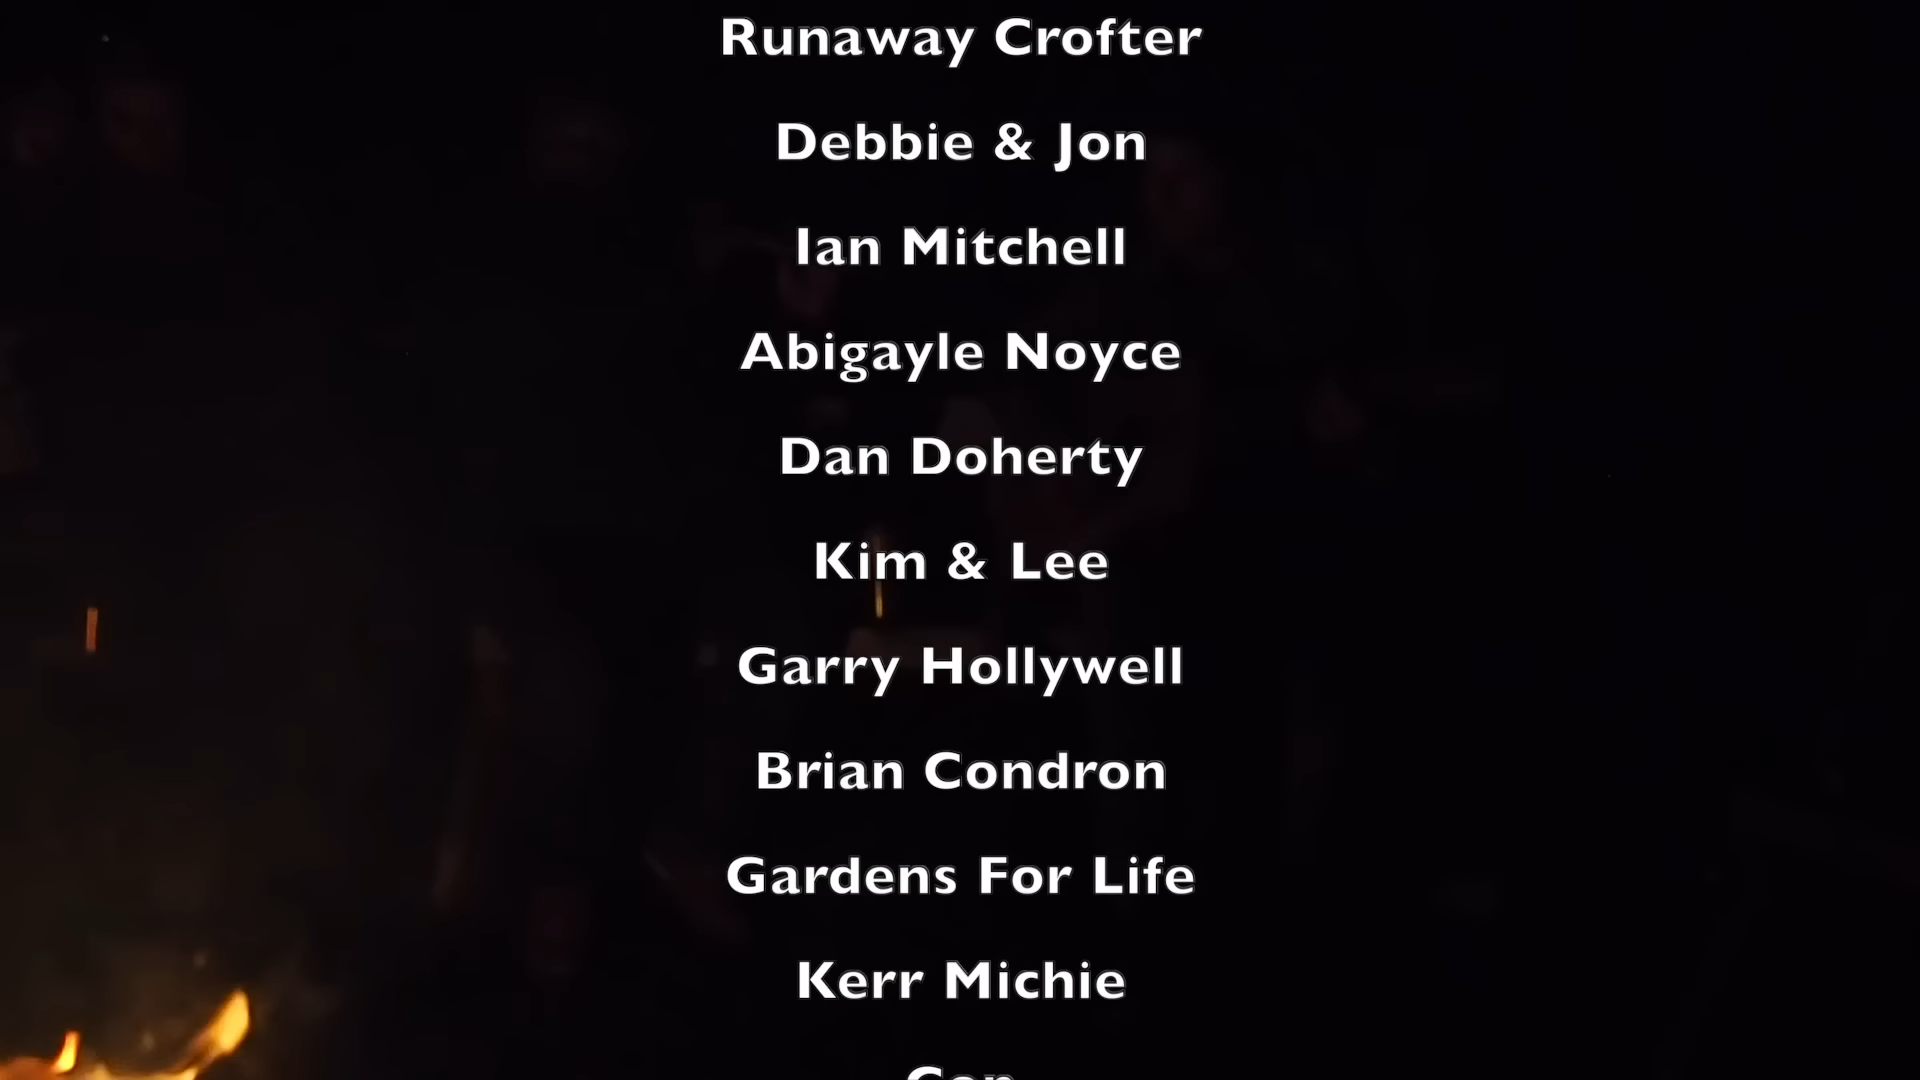 Runaway Crofter
Debbie & Jon
Ian Mitchell
Abigayle Noyce
Dan Doherty
Kim & Lee
Garry Hollywell
Brian Condron
Gardens For Life
Kerr Michie